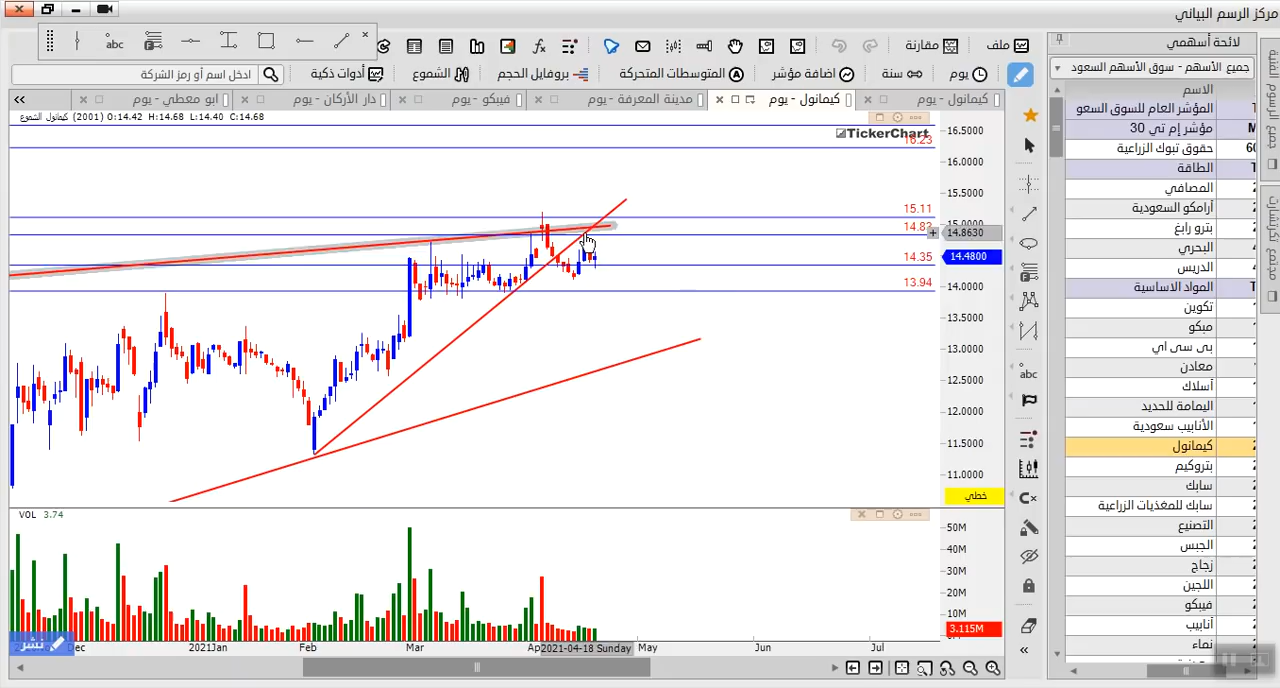 مركز الرسم البياني
abc
ملف
مقارنة
لائحة أسهمي
ادخل اسم أو رمز الشركة
يوم
سنة
اضافة مؤشر
المتوسطات المتحركة
بروفايل الحجم
الشموع
أدوات ذكية
جميع الأسهم - سوق الأسهم السعود
كيمانول - يوم
كيمانول - يوم
مدينة المعرفة - يوم
فيبكو - يوم
دار الأركان - يوم
ابو معطي - يوم
الاسم
كيمانول الشموع (2001) O:14.42 H:14.68 L:14.40 C:14.68
TickerChart
16.23
15.11
14.35
13.94
16.5000
16.0000
15.5000
15.0000
14.8630
14.4800
14.0000
13.5000
13.0000
12.5000
12.0000
11.5000
11.0000
خطي
VOL 3.74
50M
40M
30M
20M
10M
3.115M
نشر
Dec
2021Jan
Feb
Mar
2021-04-18 Sunday
May
Jun
Jul
abc
المؤشر العام للسوق السعو
مؤشر إم تي 30
حقوق تبوك الزراعية
الطاقة
المصافي
أرامكو السعودية
بترو رابغ
البحري
الدريس
المواد الاساسية
تكوين
مبكو
بى سى اي
معادن
أسلاك
اليمامة للحديد
الأنابيب سعودية
كيمانول
بتروكيم
سابك
سابك للمغذيات الزراعية
التصنيع
الجبس
زجاج
اللجين
فيبكو
أنابيب
نماء